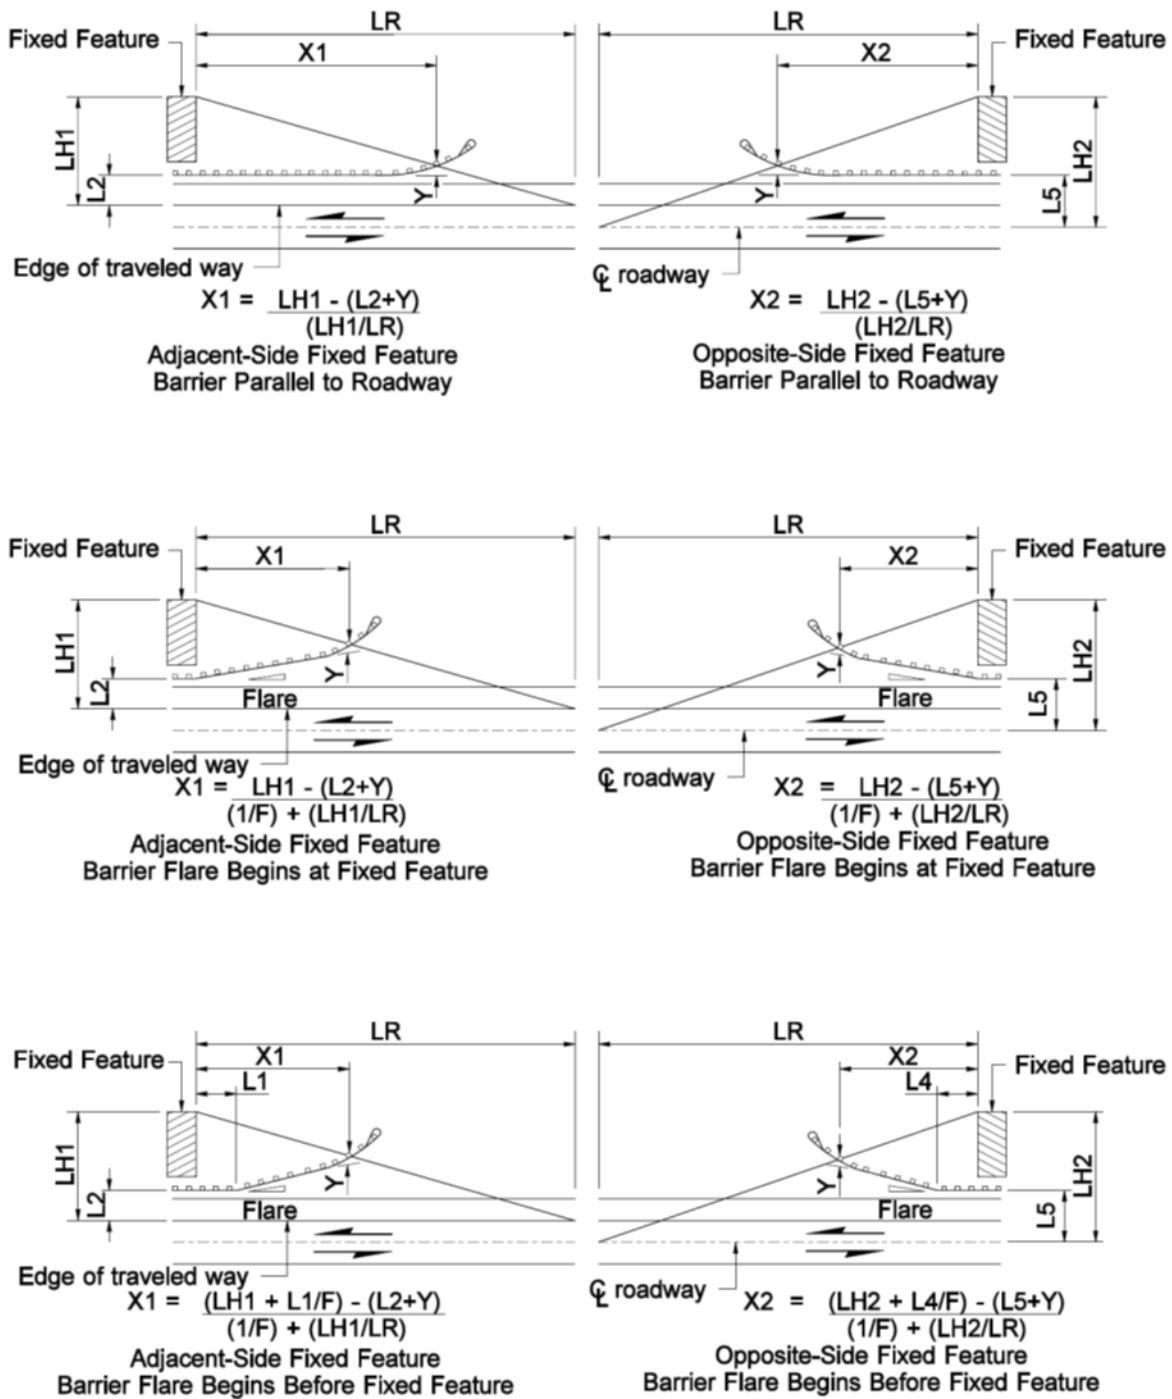 LR
LR
Fixed Feature
X1
X2
Fixed Feature
LH1
L2
Y
Y
L5
LH2
Edge of traveled way
℄ roadway
X1 = LH1 - (L2+Y)
(LH1/LR)
X2 = LH2 - (L5+Y)
(LH2/LR)
Adjacent-Side Fixed Feature
Barrier Parallel to Roadway
Opposite-Side Fixed Feature
Barrier Parallel to Roadway
LR
LR
Fixed Feature
X1
X2
Fixed Feature
LH1
L2
Y
Flare
Y
Flare
L5
LH2
Edge of traveled way
℄ roadway
X1 = LH1 - (L2+Y)
(1/F) + (LH1/LR)
X2 = LH2 - (L5+Y)
(1/F) + (LH2/LR)
Adjacent-Side Fixed Feature
Barrier Flare Begins at Fixed Feature
Opposite-Side Fixed Feature
Barrier Flare Begins at Fixed Feature
LR
LR
Fixed Feature
X1
L1
X2
L4
Fixed Feature
LH1
L2
Y
Flare
Y
Flare
L5
LH2
Edge of traveled way
℄ roadway
X1 = (LH1 + L1/F) - (L2+Y)
(1/F) + (LH1/LR)
X2 = (LH2 + L4/F) - (L5+Y)
(1/F) + (LH2/LR)
Adjacent-Side Fixed Feature
Barrier Flare Begins Before Fixed Feature
Opposite-Side Fixed Feature
Barrier Flare Begins Before Fixed Feature